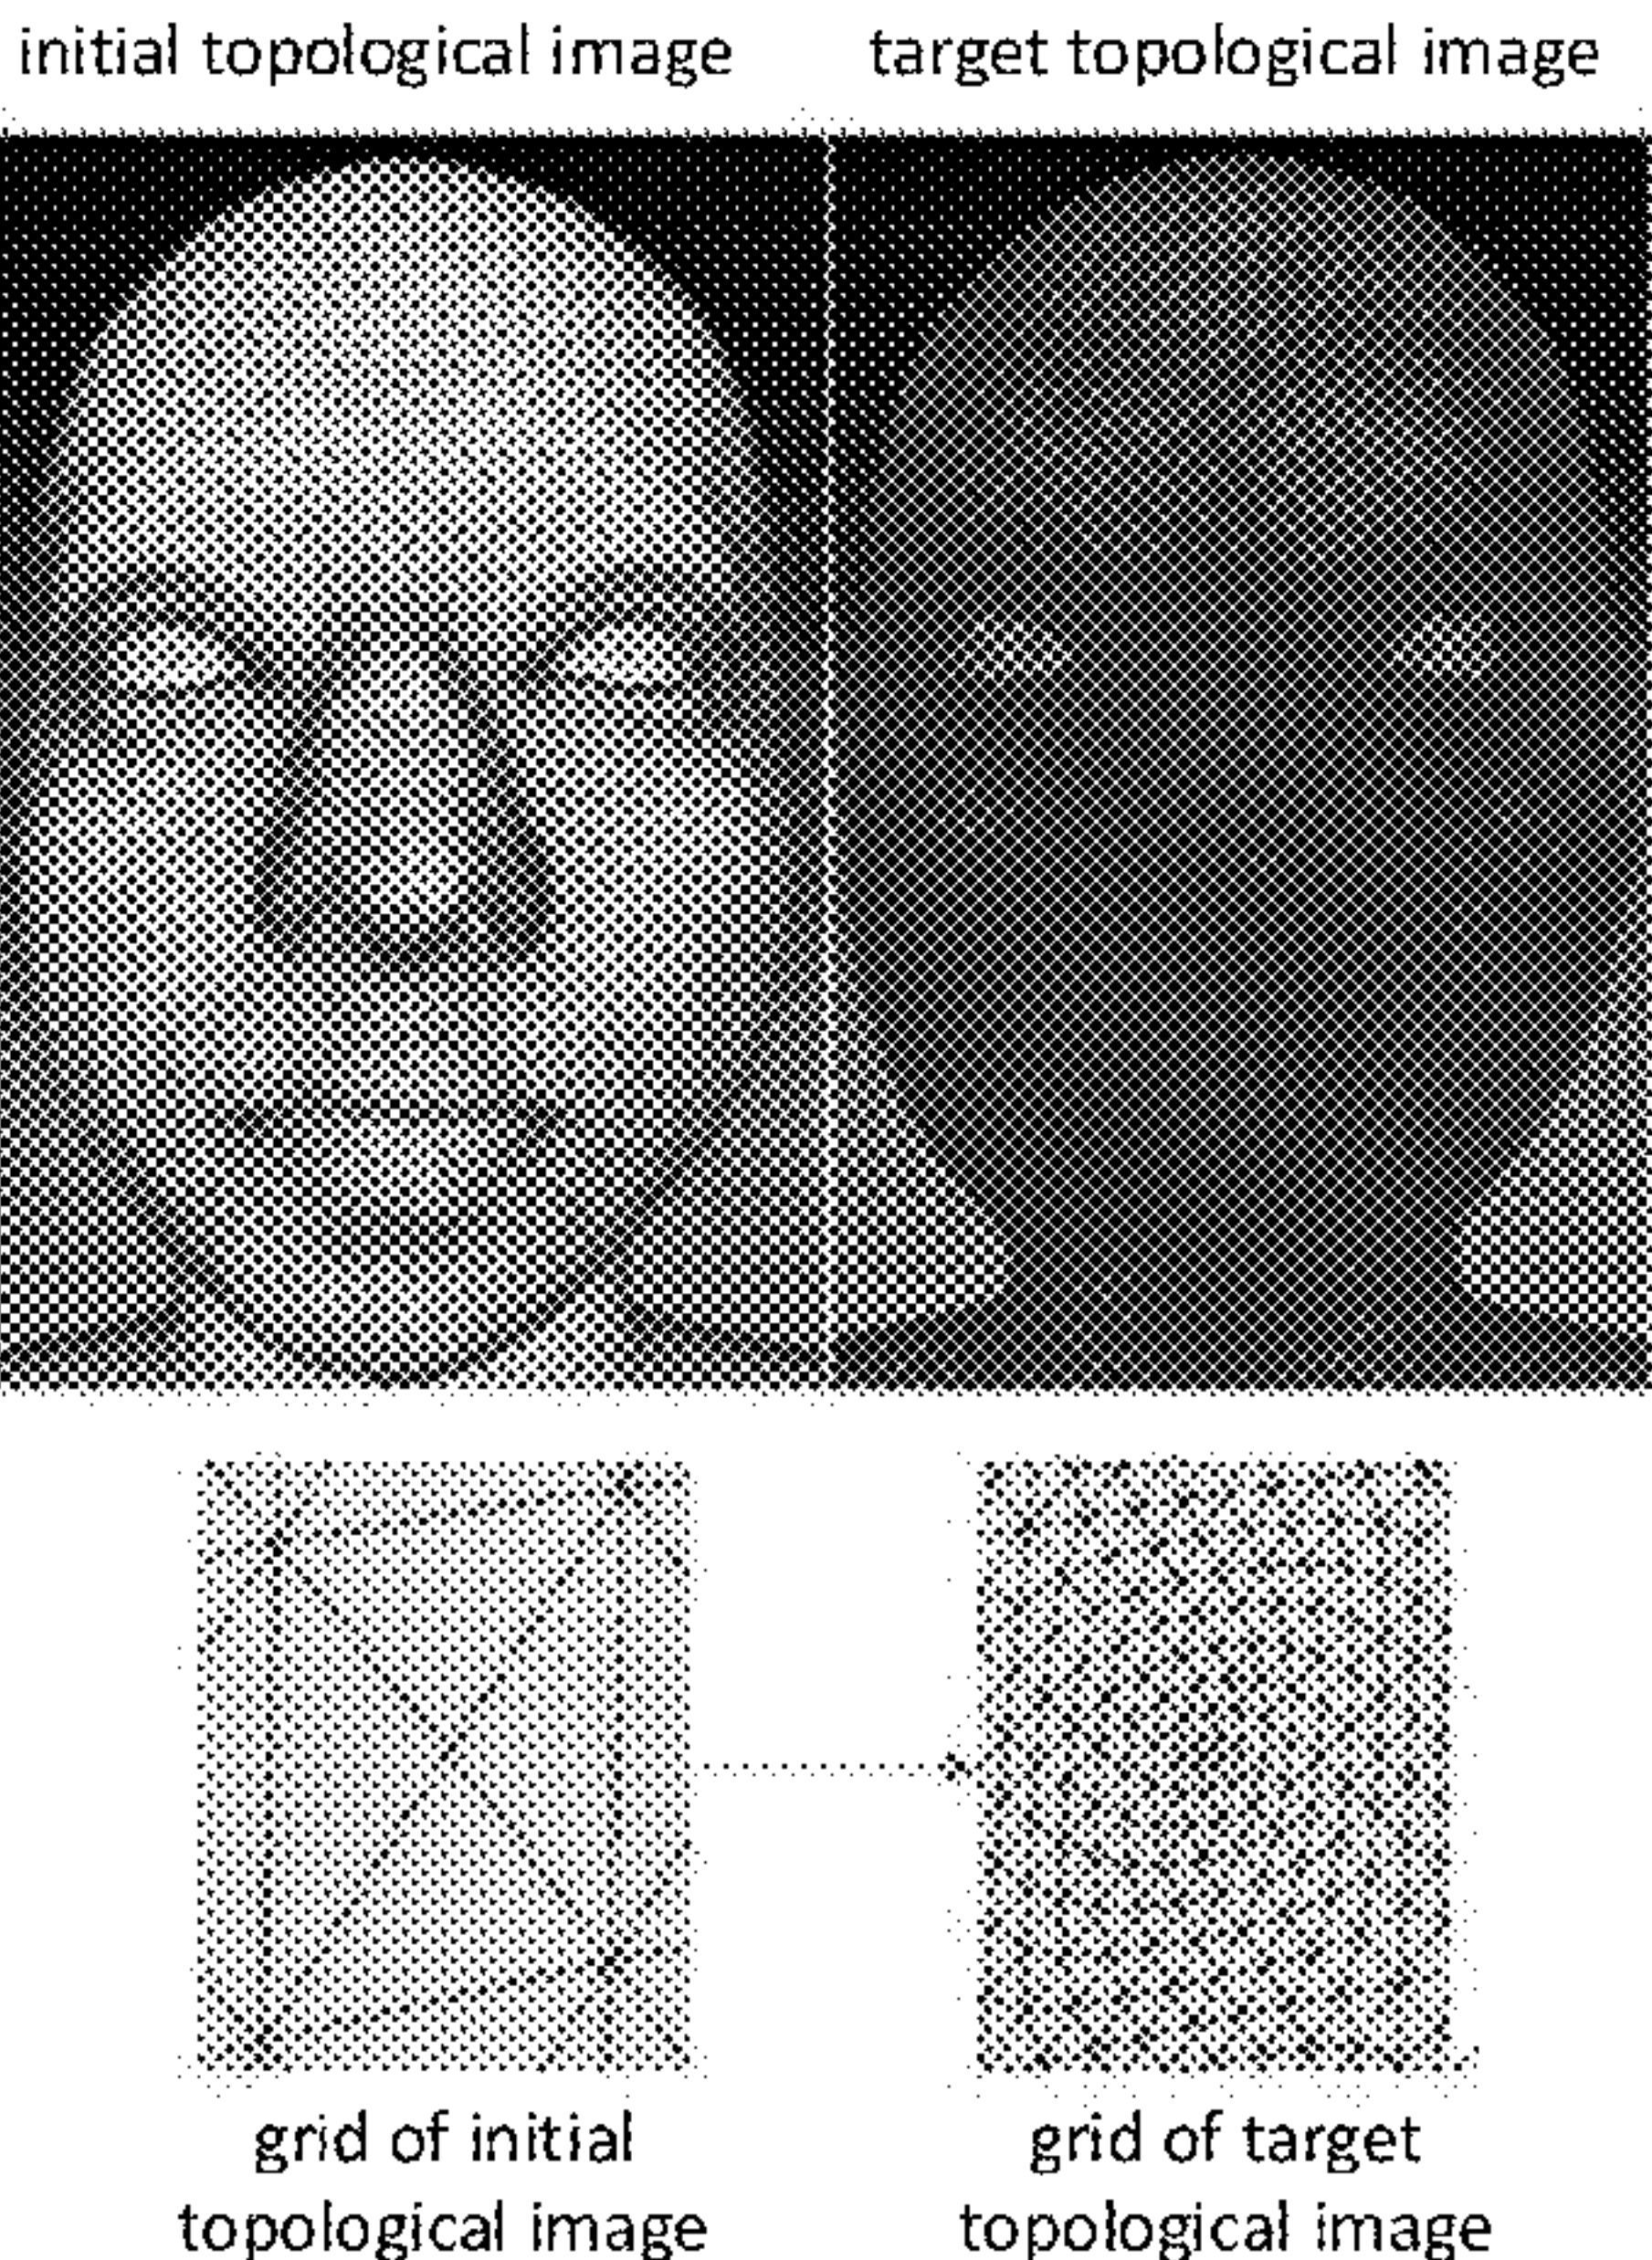 initial topological image
target topological image
grid of initial
topological image
grid of target
topological image